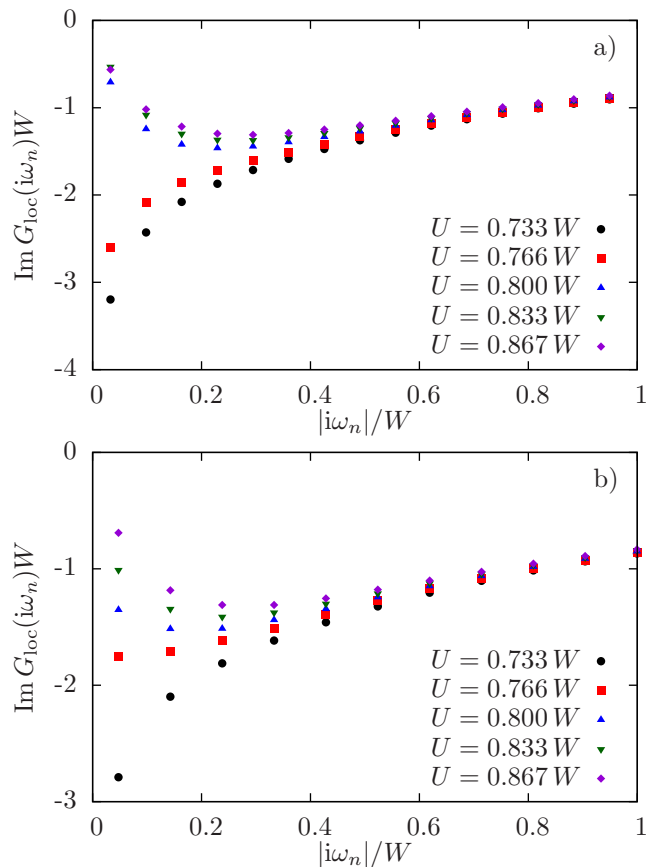 0
a)
-1
-2
Im G_loc(iω_n)W
U = 0.733 W
U = 0.766 W
U = 0.800 W
U = 0.833 W
U = 0.867 W
-3
-4
0 0.2 0.4 0.6 0.8 1
|iω_n|/W
0
b)
-1
-2
Im G_loc(iω_n)W
U = 0.733 W
U = 0.766 W
U = 0.800 W
U = 0.833 W
U = 0.867 W
-3
0 0.2 0.4 0.6 0.8 1
|iω_n|/W